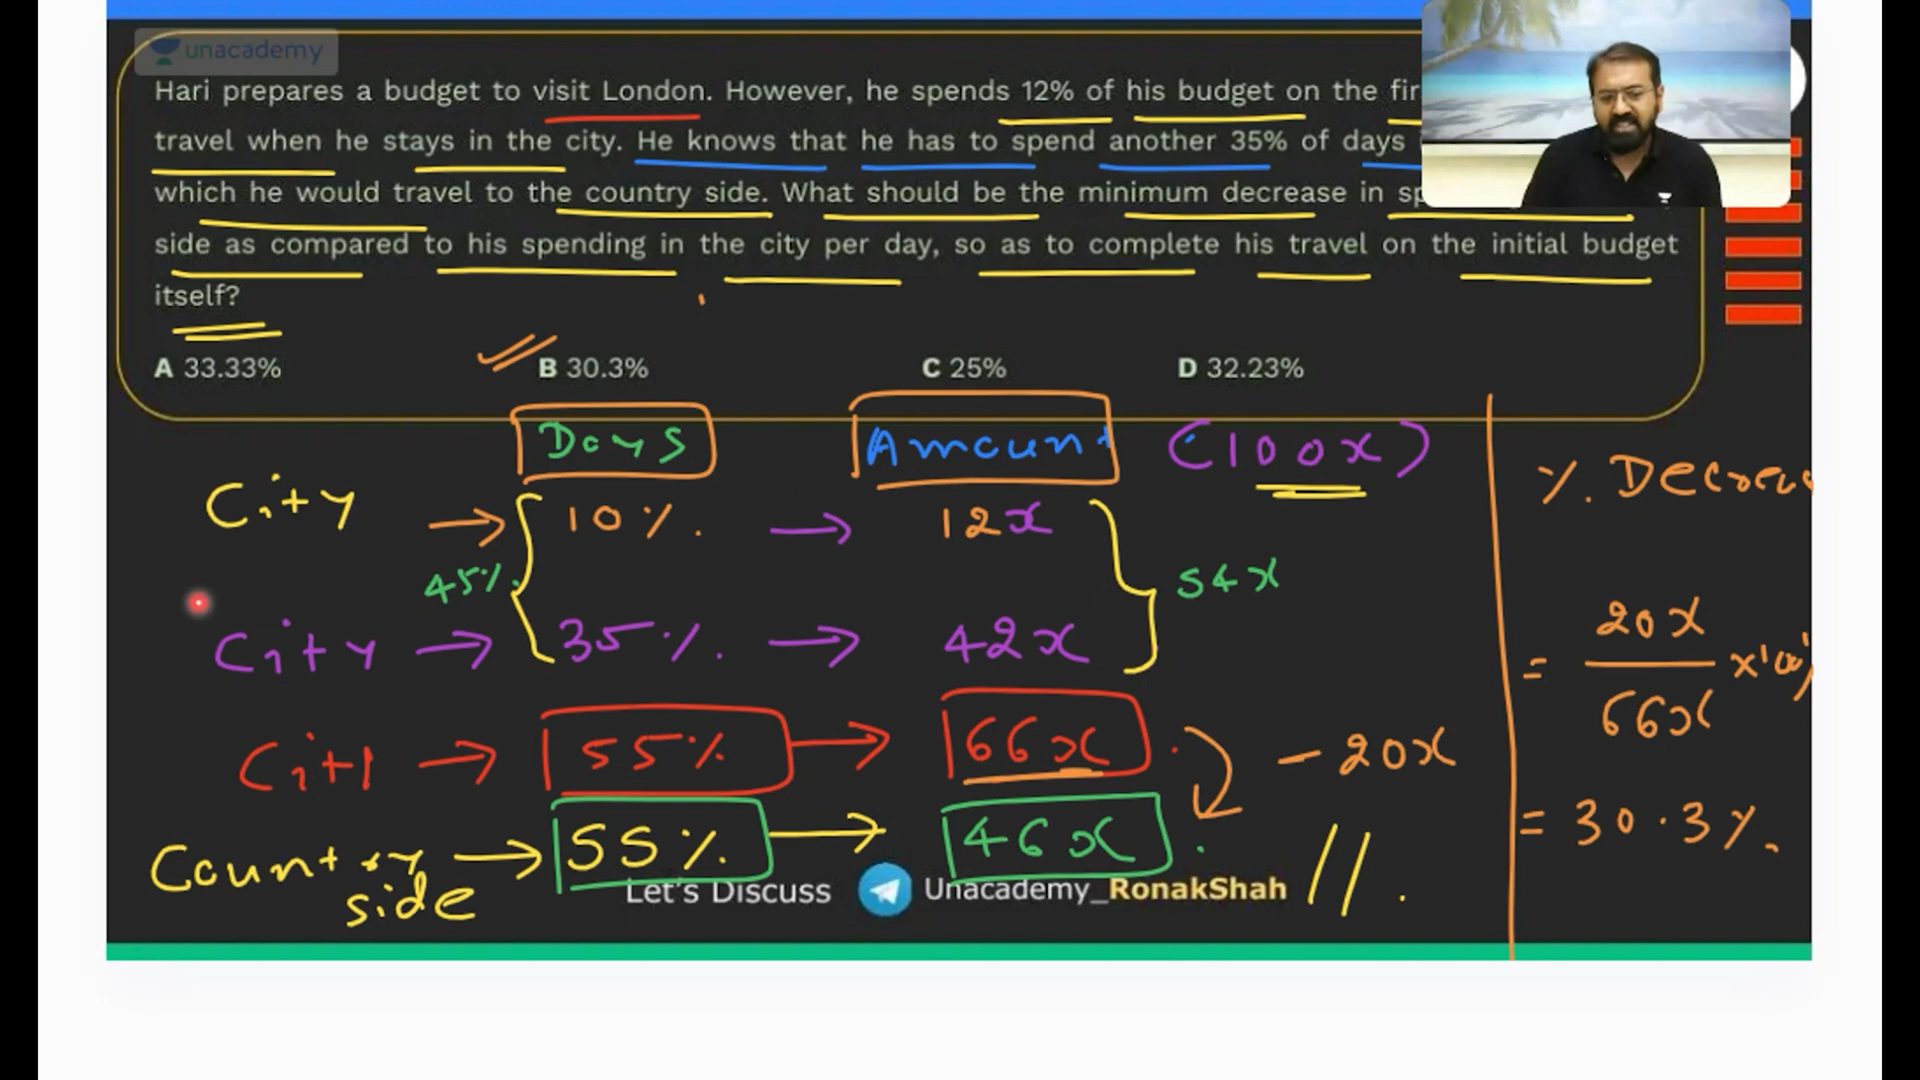 unacademy
Hari prepares a budget to visit London. However, he spends 12% of his budget on the
travel when he stays in the city. He knows that he has to spend another 35% of days
which he would travel to the country side. What should be the minimum decrease in
side as compared to his spending in the city per day, so as to complete his travel on the initial budget
itself?
A 33.33% B 30.3% C 25% D 32.23%
Days Amount (100x)
City → 10% . → 12x
45% 54x
City → 35% . → 42x
City → 55% → 66x . - 20x
Country side → 55% . → 46x .
Let's Discuss Unacademy_RonakShah
%. 
= 20x / 66x x100%
= 30.3%.